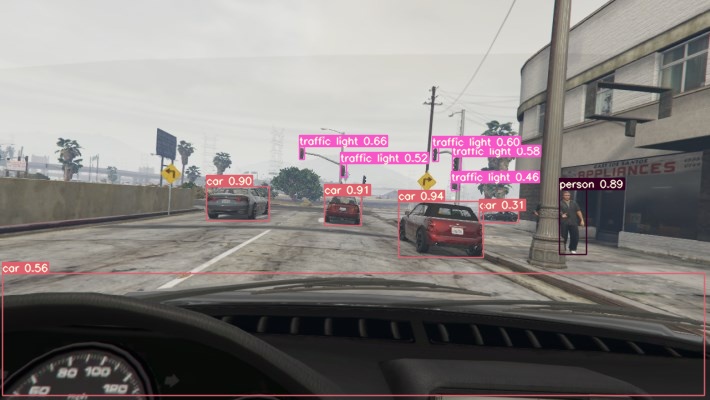 traffic light 0.66
traffic light 0.60
traffic light 0.58
traffic light 0.52
traffic light 0.46
car 0.90
car 0.91
car 0.94
car 0.31
person 0.89
APPLIANCES
car 0.56
80 100
60 120
mph